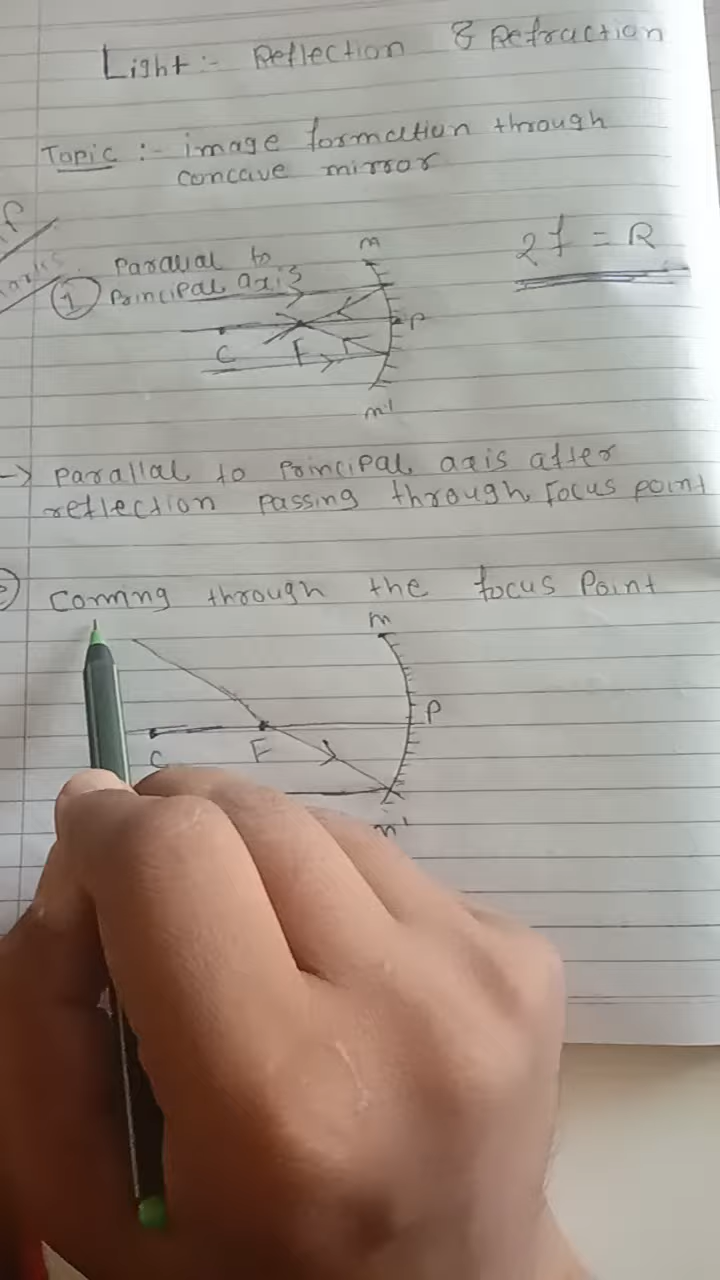 Light :- Reflection & Refraction
Topic :- image formation through
concave mirror
2f = R
Parallal to
① Principal axis
m
C
F
P
m'
-> parallal to Principal axis after
reflection passing through Focus point
Coming through the focus Point
m
C
F
P
m'